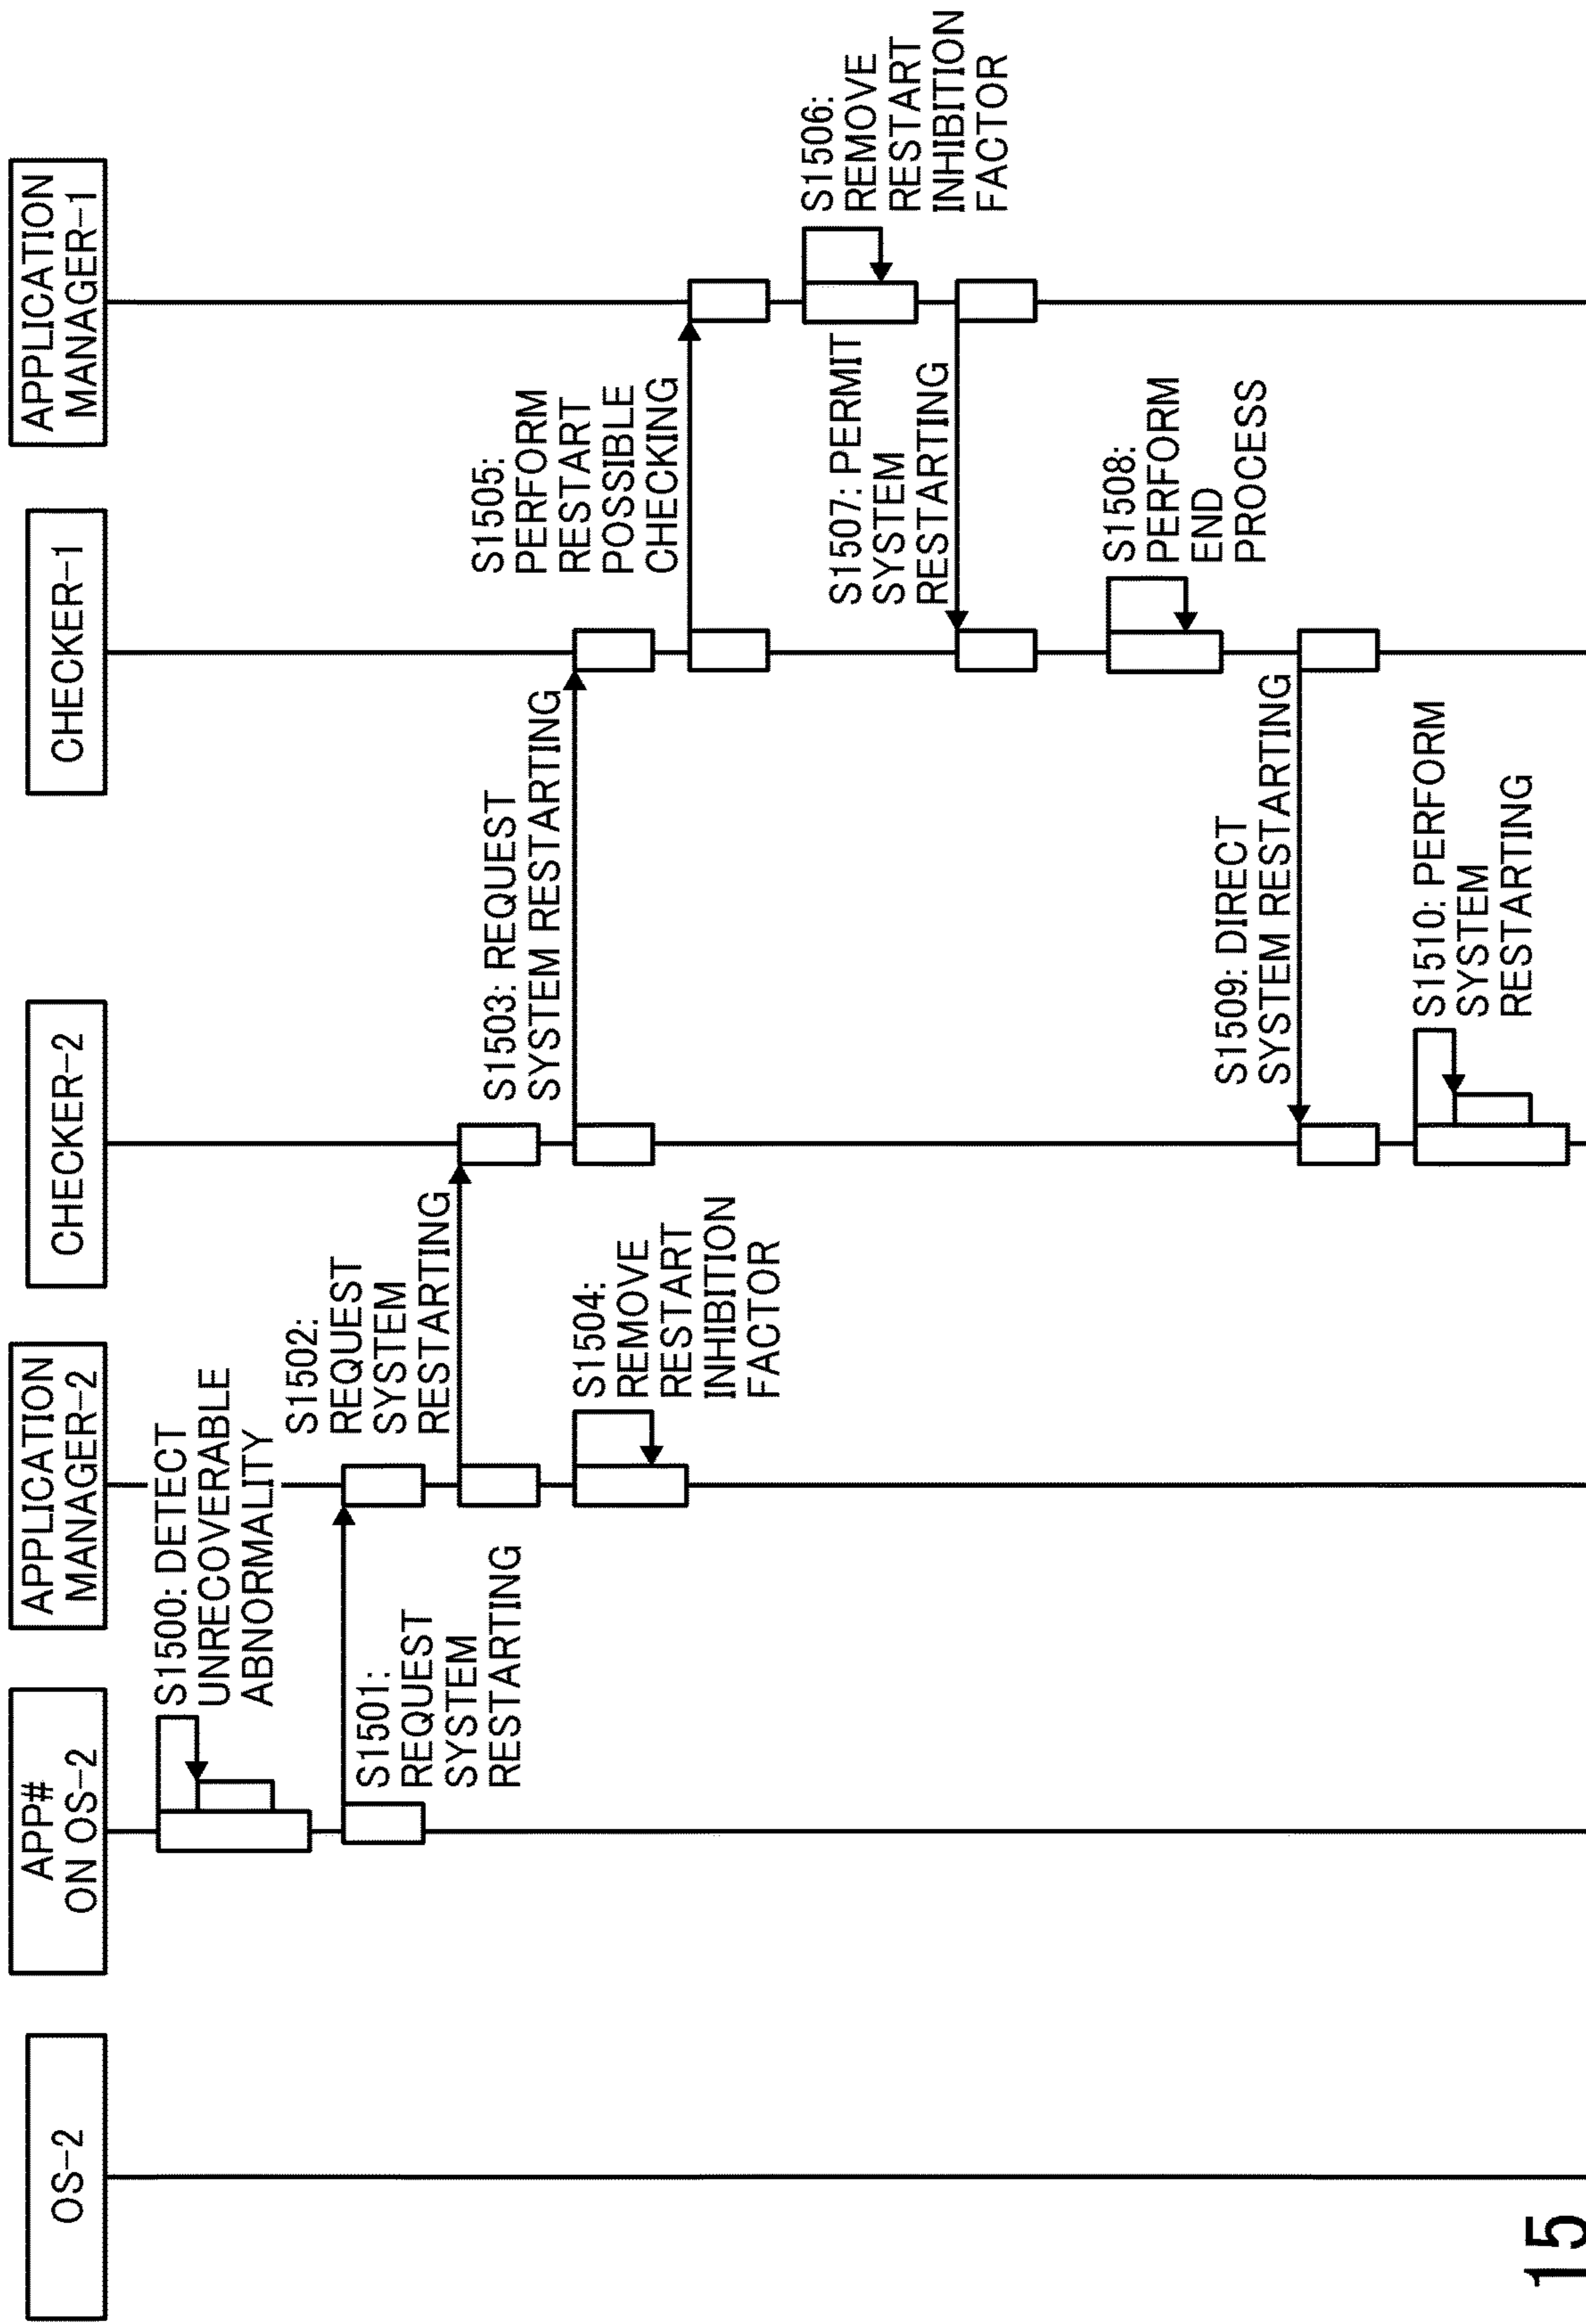 OS-2
APP#
ON OS-2
APPLICATION
MANAGER-2
CHECKER-2
CHECKER-1
APPLICATION
MANAGER-1
S1500: DETECT
UNRECOVERABLE
ABNORMALITY
S1501:
REQUEST
SYSTEM
RESTARTING
S1502:
REQUEST
SYSTEM
RESTARTING
S1503: REQUEST
SYSTEM RESTARTING
S1504:
REMOVE
RESTART
INHIBITION
FACTOR
S1505:
PERFORM
RESTART
POSSIBLE
CHECKING
S1506:
REMOVE
RESTART
INHIBITION
FACTOR
S1507: PERMIT
SYSTEM
RESTARTING
S1508:
PERFORM
END
PROCESS
S1509: DIRECT
SYSTEM RESTARTING
S1510: PERFORM
SYSTEM
RESTARTING
15